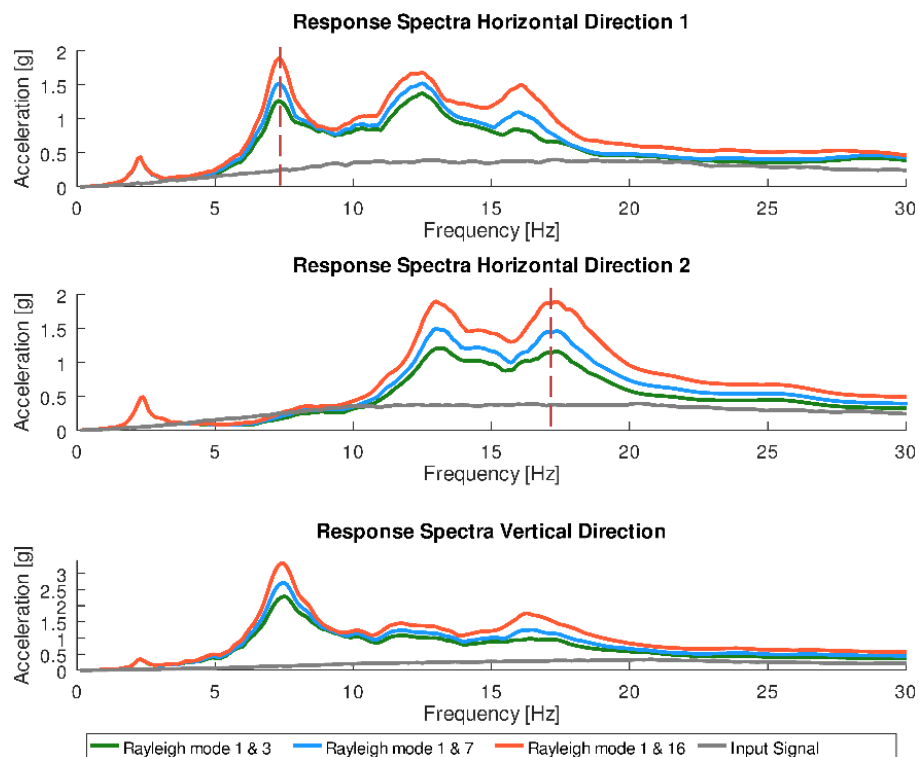 Response Spectra Horizontal Direction 1
Acceleration [g]
2
1.5
1
0.5
0
0 5 10 15 20 25 30
Frequency [Hz]
Response Spectra Horizontal Direction 2
Acceleration [g]
2
1.5
1
0.5
0
0 5 10 15 20 25 30
Frequency [Hz]
Response Spectra Vertical Direction
Acceleration [g]
3
2.5
1.5
1
0.5
0
0 5 10 15 20 25 30
Frequency [Hz]
Rayleigh mode 1 & 3 Rayleigh mode 1 & 7 Rayleigh mode 1 & 16 Input Signal